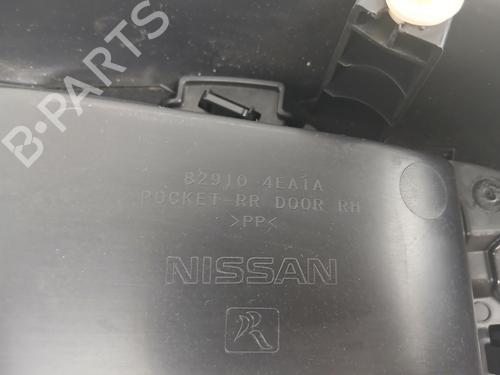 B-PARTS
82910 4EA1A
POCKET-RR DOOR RH
>PP<
NISSAN
R